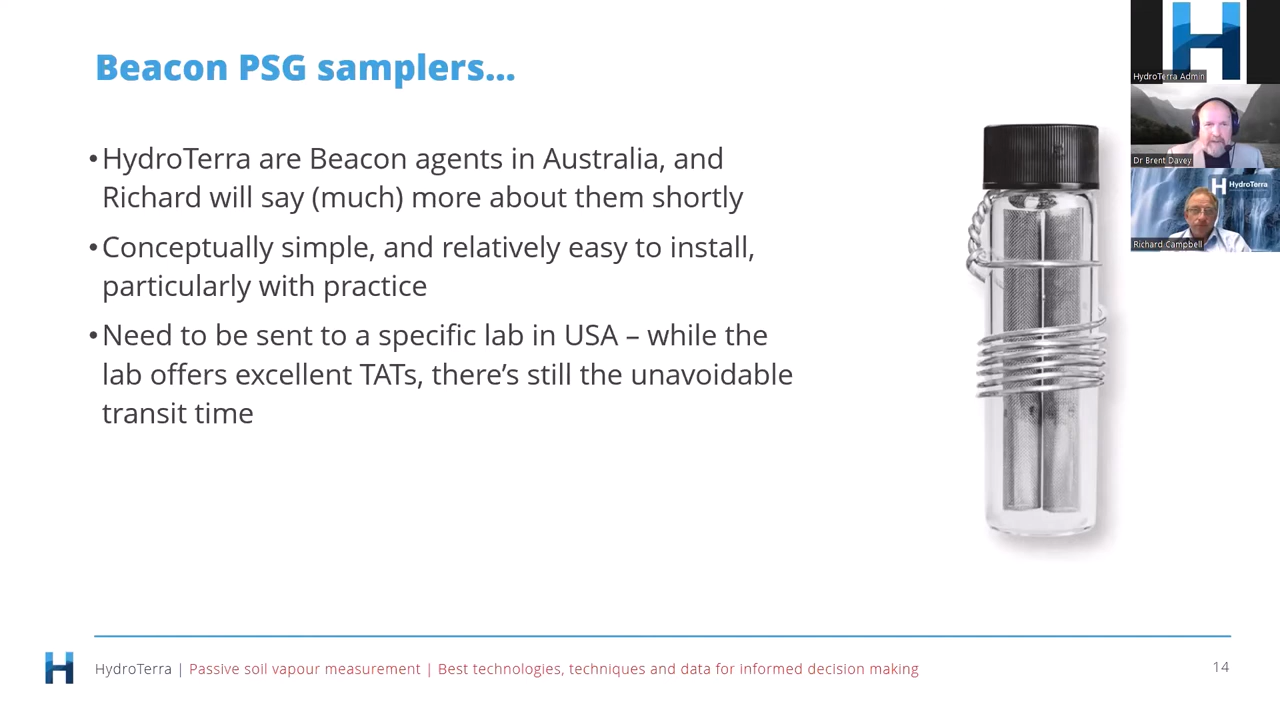 Beacon PSG samplers...
•HydroTerra are Beacon agents in Australia, and
Richard will say (much) more about them shortly
•Conceptually simple, and relatively easy to install,
particularly with practice
•Need to be sent to a specific lab in USA – while the
lab offers excellent TATs, there’s still the unavoidable
transit time
HydroTerra Admin
Dr Brent Davey
HydroTerra
Richard Campbell
HydroTerra | Passive soil vapour measurement | Best technologies, techniques and data for informed decision making
14